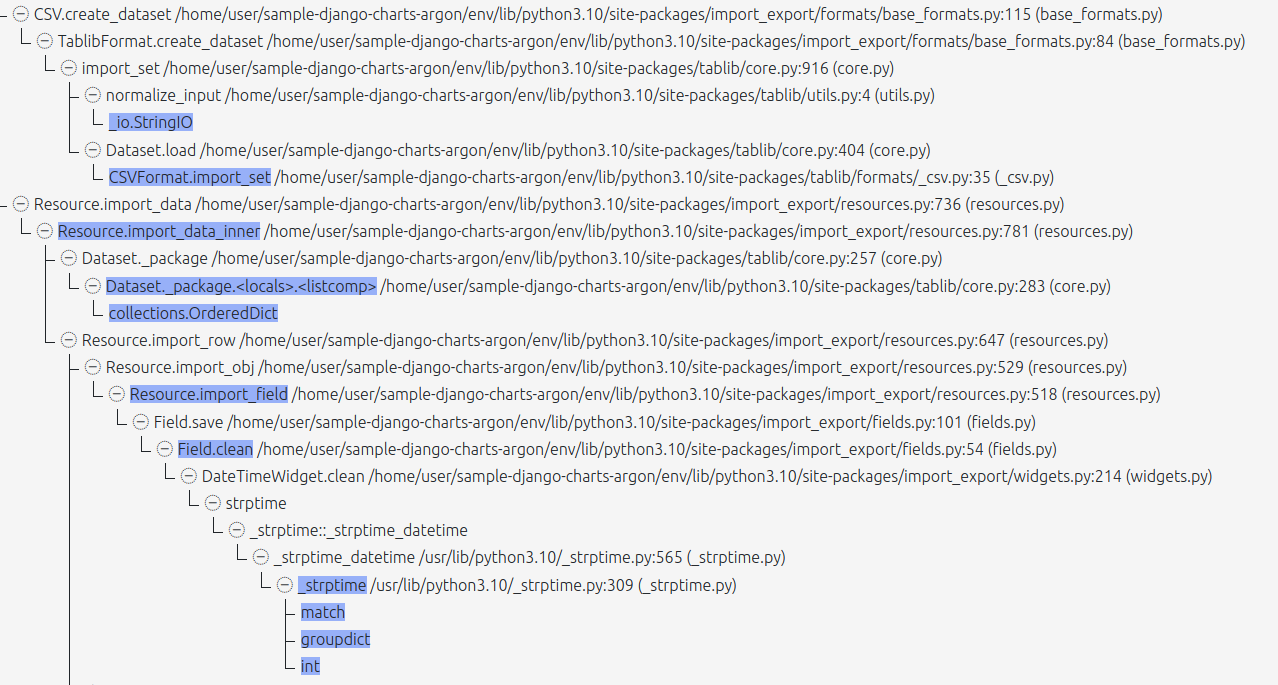 CSV.create_dataset /home/user/sample-django-charts-argon/env/lib/python3.10/site-packages/import_export/formats/base_formats.py:115 (base_formats.py)
TablibFormat.create_dataset /home/user/sample-django-charts-argon/env/lib/python3.10/site-packages/import_export/formats/base_formats.py:84 (base_formats.py)
import_set /home/user/sample-django-charts-argon/env/lib/python3.10/site-packages/tablib/core.py:916 (core.py)
normalize_input /home/user/sample-django-charts-argon/env/lib/python3.10/site-packages/tablib/utils.py:4 (utils.py)
_io.StringIO
Dataset.load /home/user/sample-django-charts-argon/env/lib/python3.10/site-packages/tablib/core.py:404 (core.py)
CSVFormat.import_set /home/user/sample-django-charts-argon/env/lib/python3.10/site-packages/tablib/formats/_csv.py:35 (_csv.py)
Resource.import_data /home/user/sample-django-charts-argon/env/lib/python3.10/site-packages/import_export/resources.py:736 (resources.py)
Resource.import_data_inner /home/user/sample-django-charts-argon/env/lib/python3.10/site-packages/import_export/resources.py:781 (resources.py)
Dataset._package /home/user/sample-django-charts-argon/env/lib/python3.10/site-packages/tablib/core.py:257 (core.py)
Dataset._package.<locals>.<listcomp> /home/user/sample-django-charts-argon/env/lib/python3.10/site-packages/tablib/core.py:283 (core.py)
collections.OrderedDict
Resource.import_row /home/user/sample-django-charts-argon/env/lib/python3.10/site-packages/import_export/resources.py:647 (resources.py)
Resource.import_obj /home/user/sample-django-charts-argon/env/lib/python3.10/site-packages/import_export/resources.py:529 (resources.py)
Resource.import_field /home/user/sample-django-charts-argon/env/lib/python3.10/site-packages/import_export/resources.py:518 (resources.py)
Field.save /home/user/sample-django-charts-argon/env/lib/python3.10/site-packages/import_export/fields.py:101 (fields.py)
Field.clean /home/user/sample-django-charts-argon/env/lib/python3.10/site-packages/import_export/fields.py:54 (fields.py)
DateTimeWidget.clean /home/user/sample-django-charts-argon/env/lib/python3.10/site-packages/import_export/widgets.py:214 (widgets.py)
strptime
_strptime::_strptime_datetime
_strptime_datetime /usr/lib/python3.10/_strptime.py:565 (_strptime.py)
_strptime /usr/lib/python3.10/_strptime.py:309 (_strptime.py)
match
groupdict
int